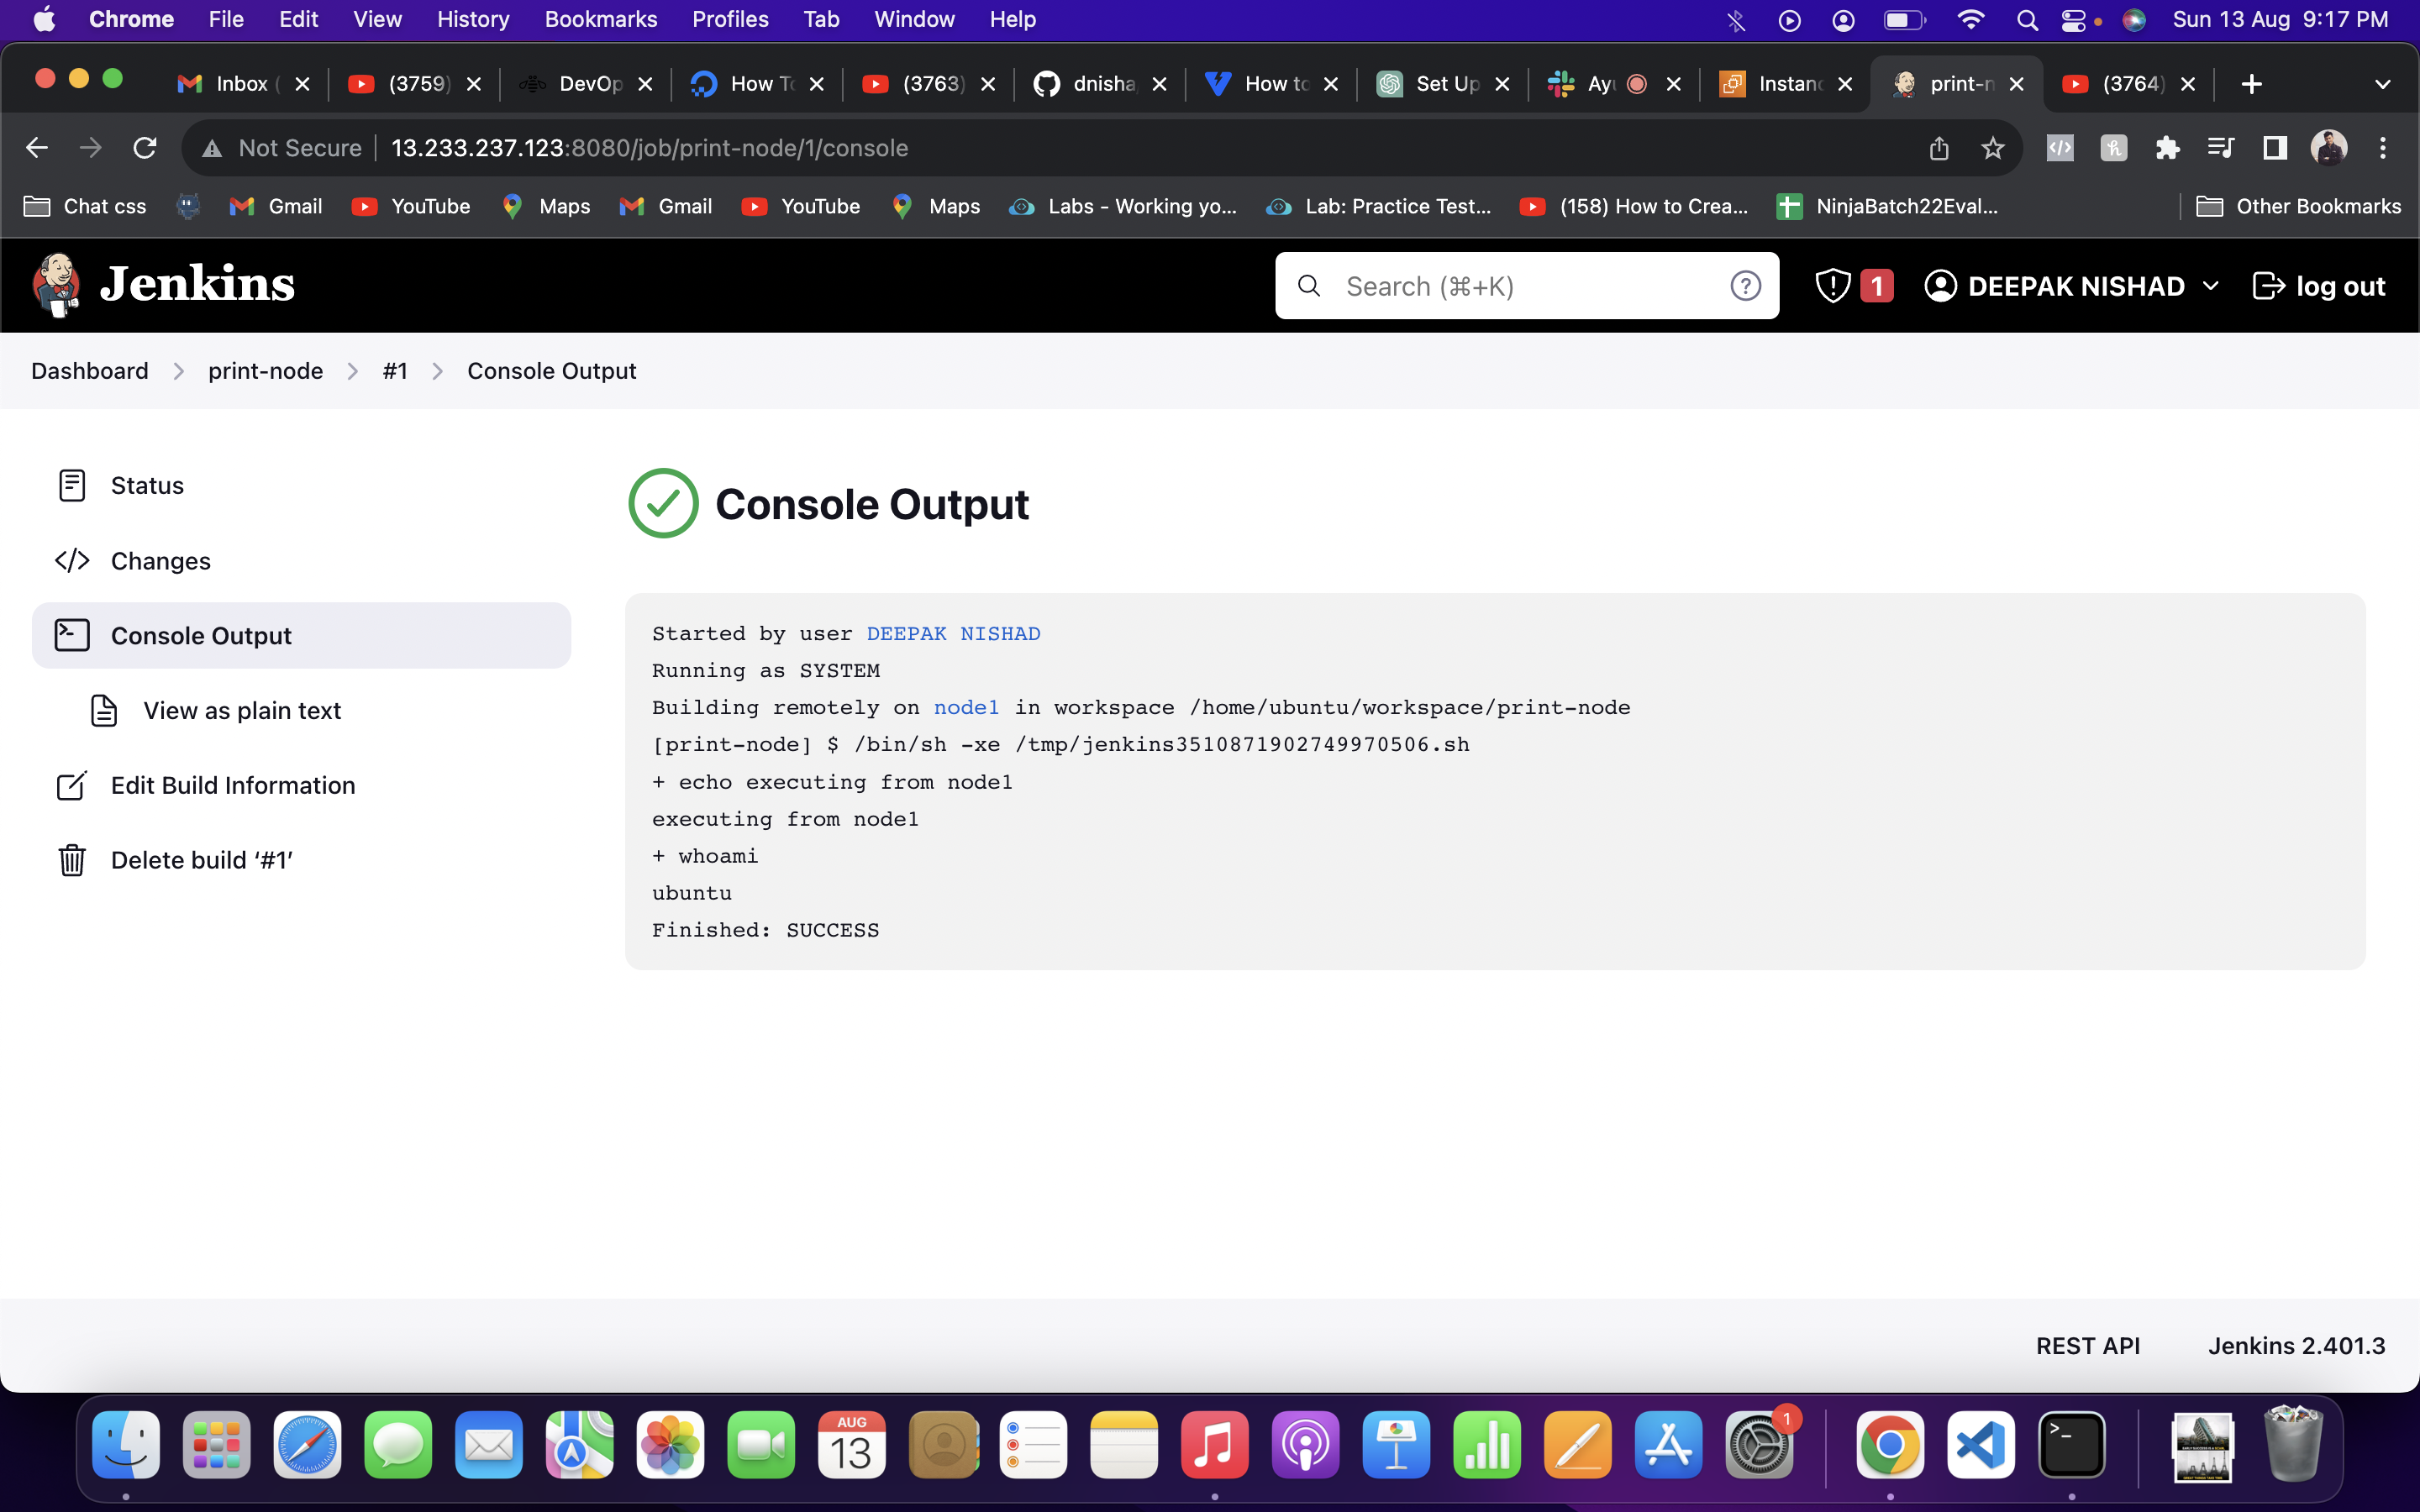 Chrome File Edit View History Bookmarks Profiles Tab Window Help Sun 13 Aug 9:17 PM
Inbox ( (3759) DevOp How To (3763) dnisha How to Set Up Ayu Instanc print-n (3764)
Not Secure 13.233.237.123:8080/job/print-node/1/console
Chat css Gmail YouTube Maps Gmail YouTube Maps Labs - Working yo... Lab: Practice Test... (158) How to Crea... NinjaBatch22Eval... Other Bookmarks
Jenkins Search (⌘+K) 1 DEEPAK NISHAD log out
Dashboard print-node #1 Console Output
Status
Changes
Console Output
View as plain text
Edit Build Information
Delete build ‘#1’
Console Output
Started by user DEEPAK NISHAD
Running as SYSTEM
Building remotely on node1 in workspace /home/ubuntu/workspace/print-node
[print-node] $ /bin/sh -xe /tmp/jenkins3510871902749970506.sh
+ echo executing from node1
executing from node1
+ whoami
ubuntu
Finished: SUCCESS
REST API Jenkins 2.401.3
AUG
13
1